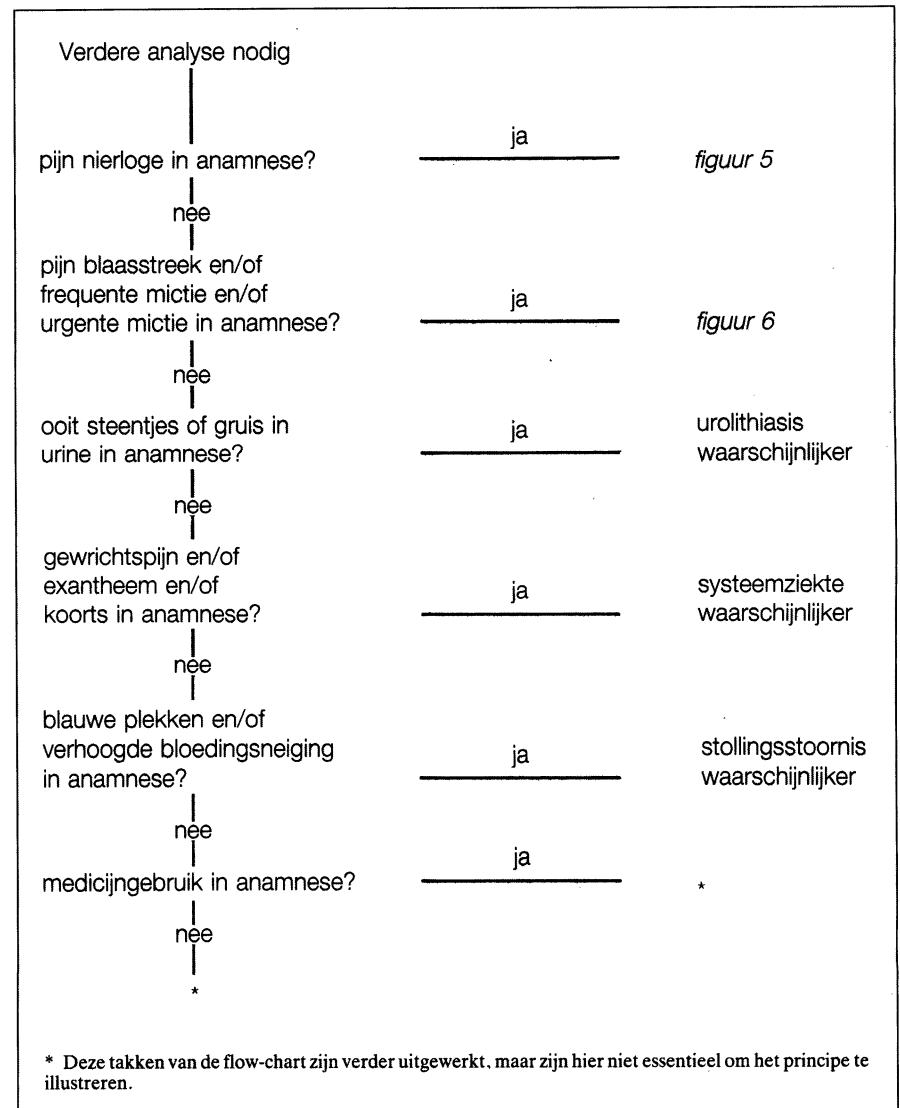 Verdere analyse nodig
pijn nierloge in anamnese?
ja
figuur 5
nee
pijn blaasstreek en/of
frequente mictie en/of
urgente mictie in anamnese?
ja
figuur 6
nee
ooit steentjes of gruis in
urine in anamnese?
ja
urolithiasis
waarschijnlijker
nee
gewrichtspijn en/of
exantheem en/of
koorts in anamnese?
ja
systeemziekte
waarschijnlijker
nee
blauwe plekken en/of
verhoogde bloedingsneiging
in anamnese?
ja
stollingsstoornis
waarschijnlijker
nee
medicijngebruik in anamnese?
ja
*
nee
*
* Deze takken van de flow-chart zijn verder uitgewerkt, maar zijn hier niet essentieel om het principe te
illustreren.